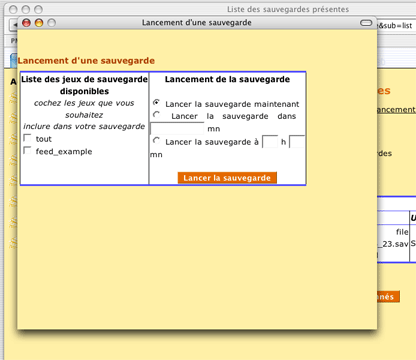 Liste des sauvegardes présentes
e&sub=list
Lancement d'une sauvegarde
Lancement d'une sauvegarde
Liste des jeux de sauvegarde disponibles
cochez les jeux que vous
souhaitez
inclure dans votre sauvegarde
tout
feed_example
Lancement de la sauvegarde
Lancer la sauvegarde maintenant
Lancer la sauvegarde dans
mn
Lancer la sauvegarde à h
mn
Lancer la sauvegarde
es
ancement
rdes
file
_23.sav
nnés